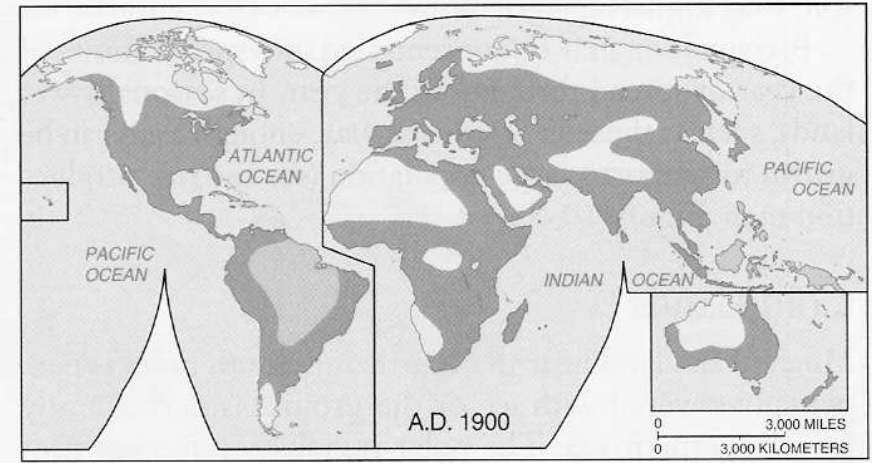 ATLANTIC
OCEAN
PACIFIC
OCEAN
PACIFIC
OCEAN
INDIAN OCEAN
A.D. 1900
0 3,000 MILES
0 3,000 KILOMETERS